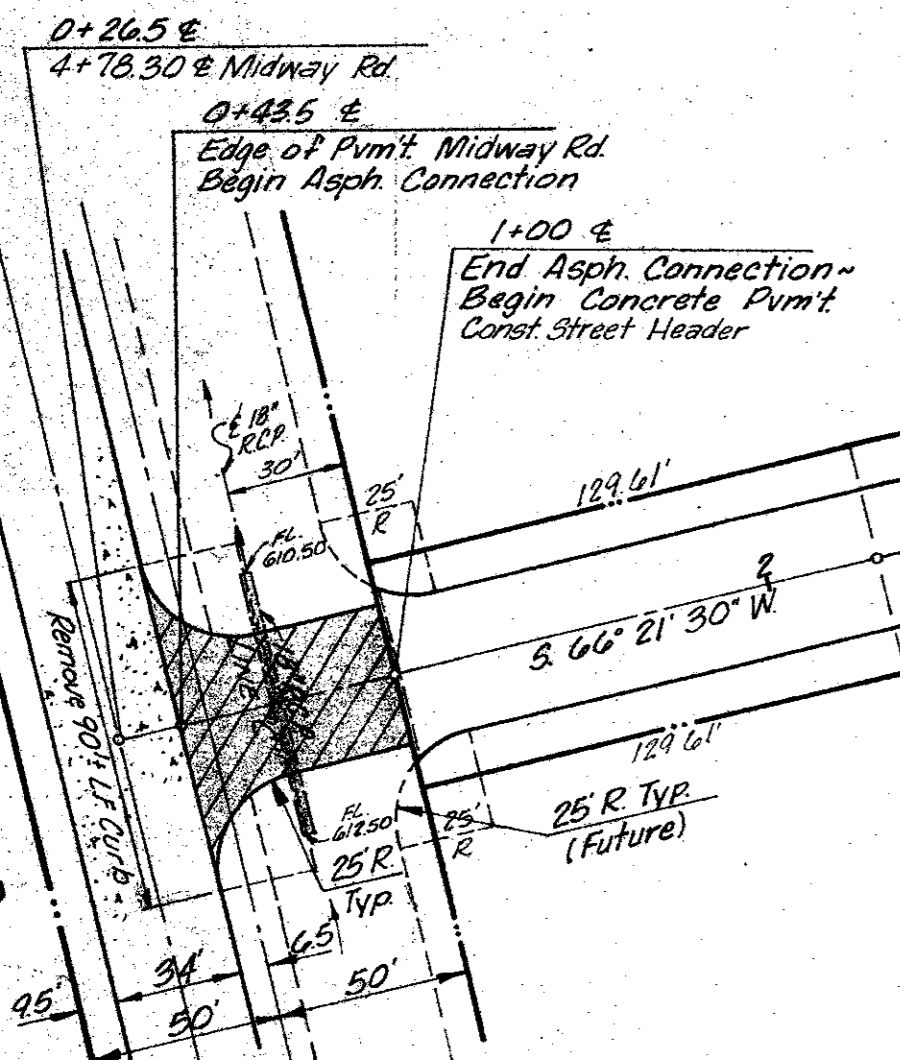 0+26.5 ℄
4+78.30 ℄ Midway Rd.
0+43.5 ℄
Edge of Pvm't. Midway Rd.
Begin Asph. Connection
1+00 ℄
End Asph. Connection~
Begin Concrete Pvm't.
Const. Street Header
℄ 18"
R.C.P.
30'
25'
R
129.61'
FL.
610.50
2
S. 66° 21' 30" W.
Remove 90'± LF Curb
129.61'
FL.
612.50
25'
R
25' R. Typ.
(Future)
25' R.
Typ.
6.5
34'
50'
9.5'
50'